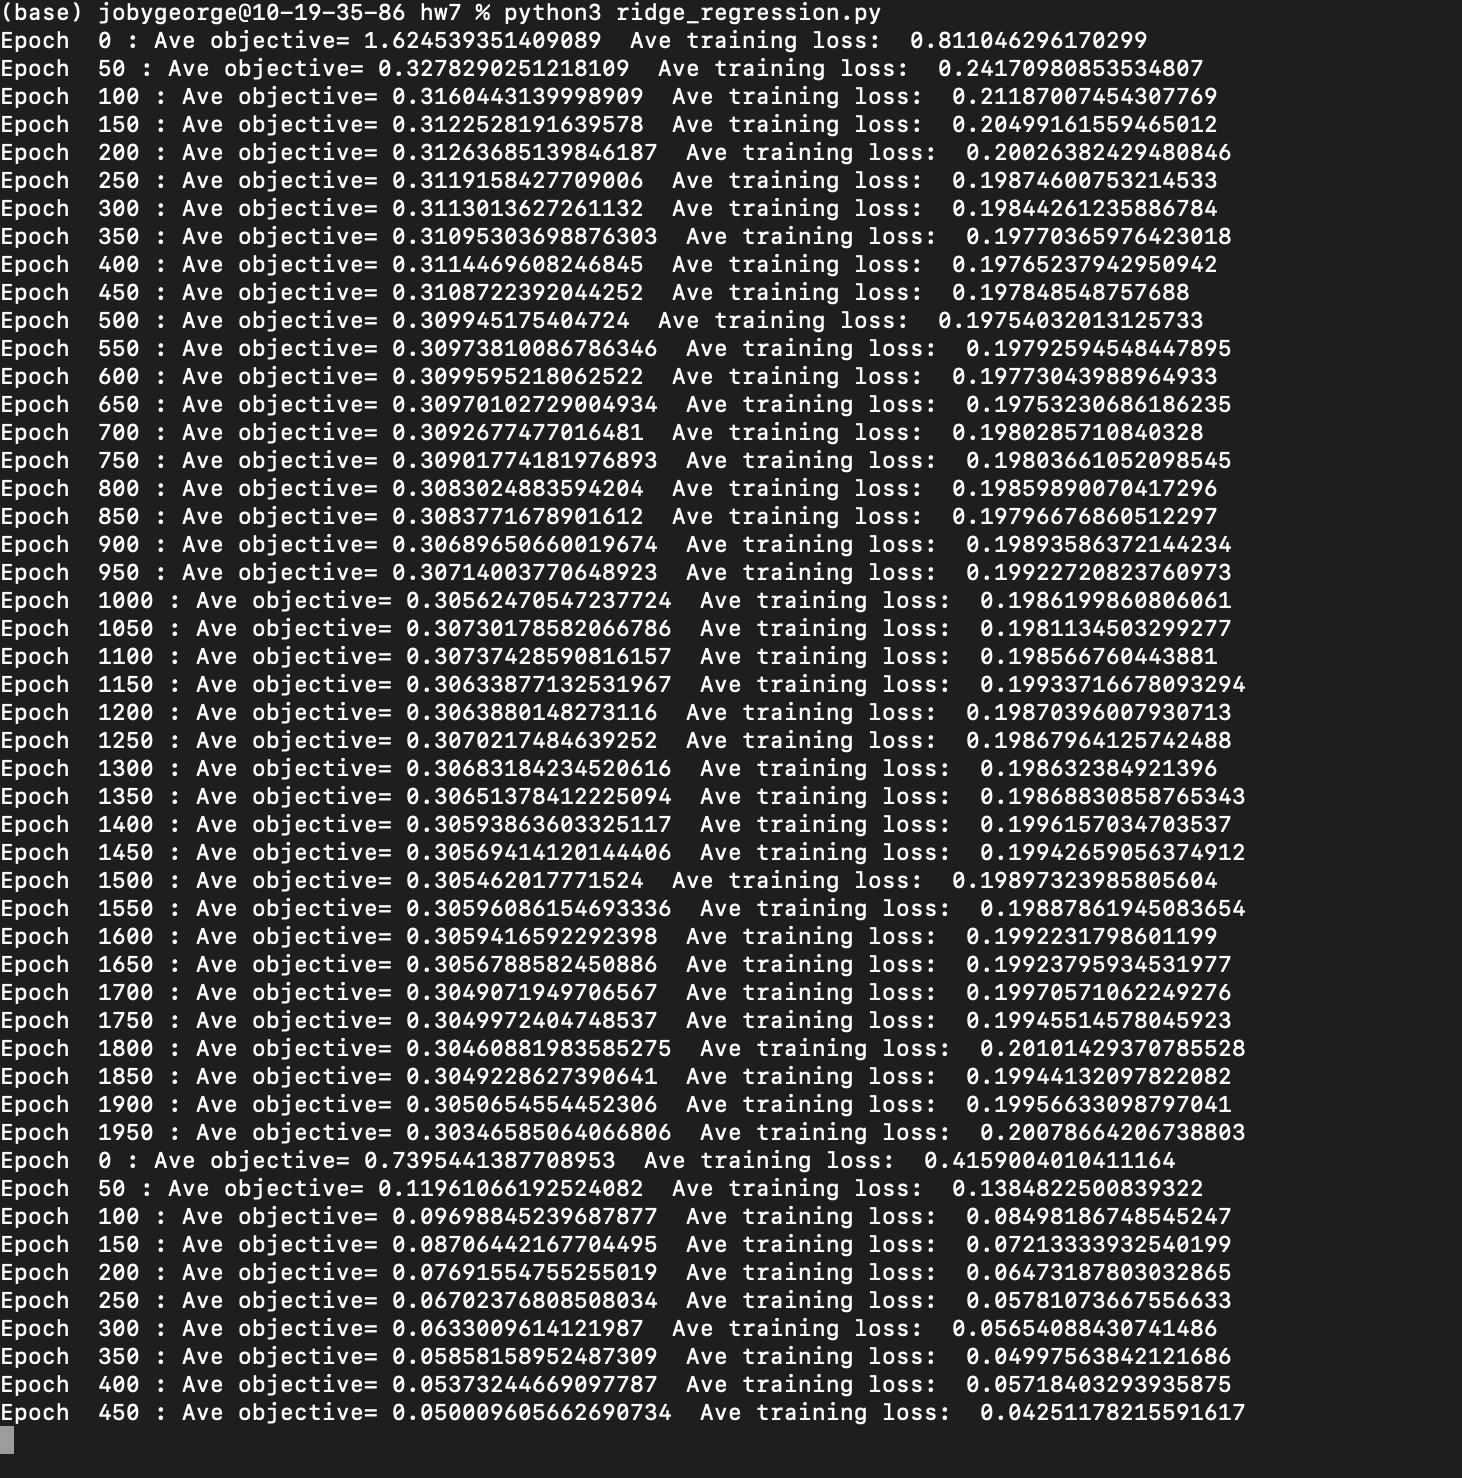 (base) jobygeorge@10-19-35-86 hw7 % python3 ridge_regression.py
Epoch  0 : Ave objective= 1.624539351409089  Ave training loss:  0.811046296170299
Epoch  50 : Ave objective= 0.3278290251218109  Ave training loss:  0.24170980853534807
Epoch  100 : Ave objective= 0.3160443139998909  Ave training loss:  0.21187007454307769
Epoch  150 : Ave objective= 0.3122528191639578  Ave training loss:  0.20499161559465012
Epoch  200 : Ave objective= 0.31263685139846187  Ave training loss:  0.20026382429480846
Epoch  250 : Ave objective= 0.3119158427709006  Ave training loss:  0.19874600753214533
Epoch  300 : Ave objective= 0.3113013627261132  Ave training loss:  0.19844261235886784
Epoch  350 : Ave objective= 0.31095303698876303  Ave training loss:  0.19770365976423018
Epoch  400 : Ave objective= 0.3114469608246845  Ave training loss:  0.19765237942950942
Epoch  450 : Ave objective= 0.3108722392044252  Ave training loss:  0.197848548757688
Epoch  500 : Ave objective= 0.309945175404724  Ave training loss:  0.19754032013125733
Epoch  550 : Ave objective= 0.30973810086786346  Ave training loss:  0.19792594548447895
Epoch  600 : Ave objective= 0.3099595218062522  Ave training loss:  0.19773043988964933
Epoch  650 : Ave objective= 0.30970102729004934  Ave training loss:  0.19753230686186235
Epoch  700 : Ave objective= 0.3092677477016481  Ave training loss:  0.1980285710840328
Epoch  750 : Ave objective= 0.30901774181976893  Ave training loss:  0.19803661052098545
Epoch  800 : Ave objective= 0.3083024883594204  Ave training loss:  0.19859890070417296
Epoch  850 : Ave objective= 0.3083771678901612  Ave training loss:  0.19796676860512297
Epoch  900 : Ave objective= 0.30689650660019674  Ave training loss:  0.19893586372144234
Epoch  950 : Ave objective= 0.30714003770648923  Ave training loss:  0.19922720823760973
Epoch  1000 : Ave objective= 0.30562470547237724  Ave training loss:  0.1986199860806061
Epoch  1050 : Ave objective= 0.30730178582066786  Ave training loss:  0.1981134503299277
Epoch  1100 : Ave objective= 0.30737428590816157  Ave training loss:  0.198566760443881
Epoch  1150 : Ave objective= 0.30633877132531967  Ave training loss:  0.19933716678093294
Epoch  1200 : Ave objective= 0.3063880148273116  Ave training loss:  0.19870396007930713
Epoch  1250 : Ave objective= 0.3070217484639252  Ave training loss:  0.19867964125742488
Epoch  1300 : Ave objective= 0.30683184234520616  Ave training loss:  0.198632384921396
Epoch  1350 : Ave objective= 0.30651378412225094  Ave training loss:  0.19868830858765343
Epoch  1400 : Ave objective= 0.30593863603325117  Ave training loss:  0.1996157034703537
Epoch  1450 : Ave objective= 0.30569414120144406  Ave training loss:  0.19942659056374912
Epoch  1500 : Ave objective= 0.305462017771524  Ave training loss:  0.19897323985805604
Epoch  1550 : Ave objective= 0.30596086154693336  Ave training loss:  0.19887861945083654
Epoch  1600 : Ave objective= 0.3059416592292398  Ave training loss:  0.1992231798601199
Epoch  1650 : Ave objective= 0.3056788582450886  Ave training loss:  0.19923795934531977
Epoch  1700 : Ave objective= 0.3049071949706567  Ave training loss:  0.19970571062249276
Epoch  1750 : Ave objective= 0.3049972404748537  Ave training loss:  0.19945514578045923
Epoch  1800 : Ave objective= 0.30460881983585275  Ave training loss:  0.20101429370785528
Epoch  1850 : Ave objective= 0.3049228627390641  Ave training loss:  0.19944132097822082
Epoch  1900 : Ave objective= 0.3050654554452306  Ave training loss:  0.19956633098797041
Epoch  1950 : Ave objective= 0.30346585064066806  Ave training loss:  0.20078664206738803
Epoch  0 : Ave objective= 0.7395441387708953  Ave training loss:  0.4159004010411164
Epoch  50 : Ave objective= 0.11961066192524082  Ave training loss:  0.1384822500839322
Epoch  100 : Ave objective= 0.09698845239687877  Ave training loss:  0.08498186748545247
Epoch  150 : Ave objective= 0.08706442167704495  Ave training loss:  0.07213333932540199
Epoch  200 : Ave objective= 0.07691554755255019  Ave training loss:  0.06473187803032865
Epoch  250 : Ave objective= 0.06702376808508034  Ave training loss:  0.05781073667556633
Epoch  300 : Ave objective= 0.0633009614121987  Ave training loss:  0.05654088430741486
Epoch  350 : Ave objective= 0.05858158952487309  Ave training loss:  0.04997563842121686
Epoch  400 : Ave objective= 0.05373244669097787  Ave training loss:  0.05718403293935875
Epoch  450 : Ave objective= 0.050009605662690734  Ave training loss:  0.04251178215591617